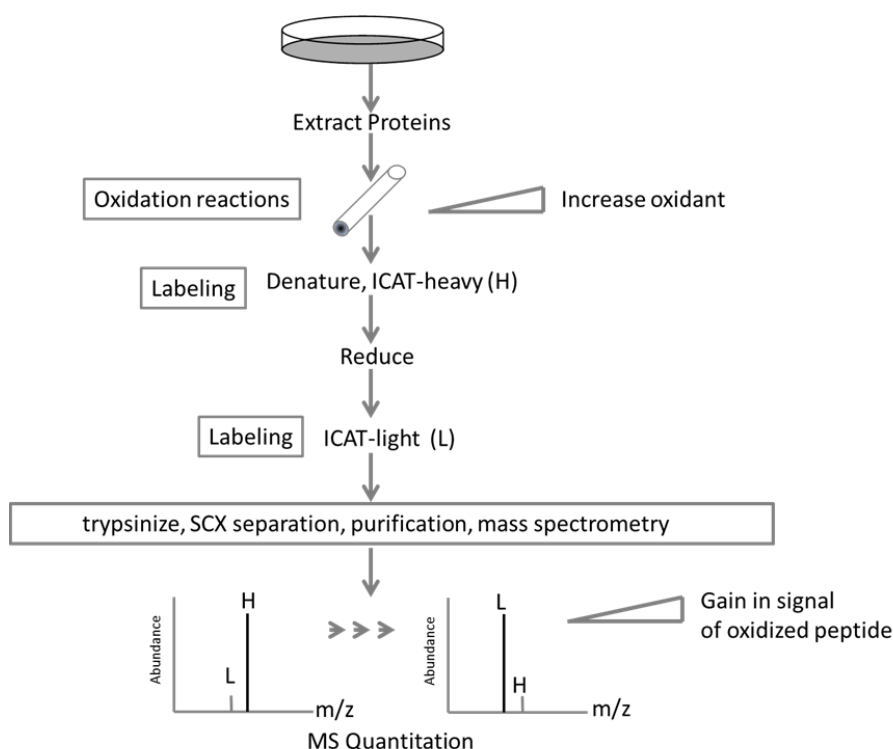 Extract Proteins
Oxidation reactions
Increase oxidant
Labeling
Denature, ICAT-heavy (H)
Reduce
Labeling
ICAT-light (L)
trypsinize, SCX separation, purification, mass spectrometry
Abundance
L
H
m/z
Abundance
L
H
m/z
Gain in signal
of oxidized peptide
MS Quantitation